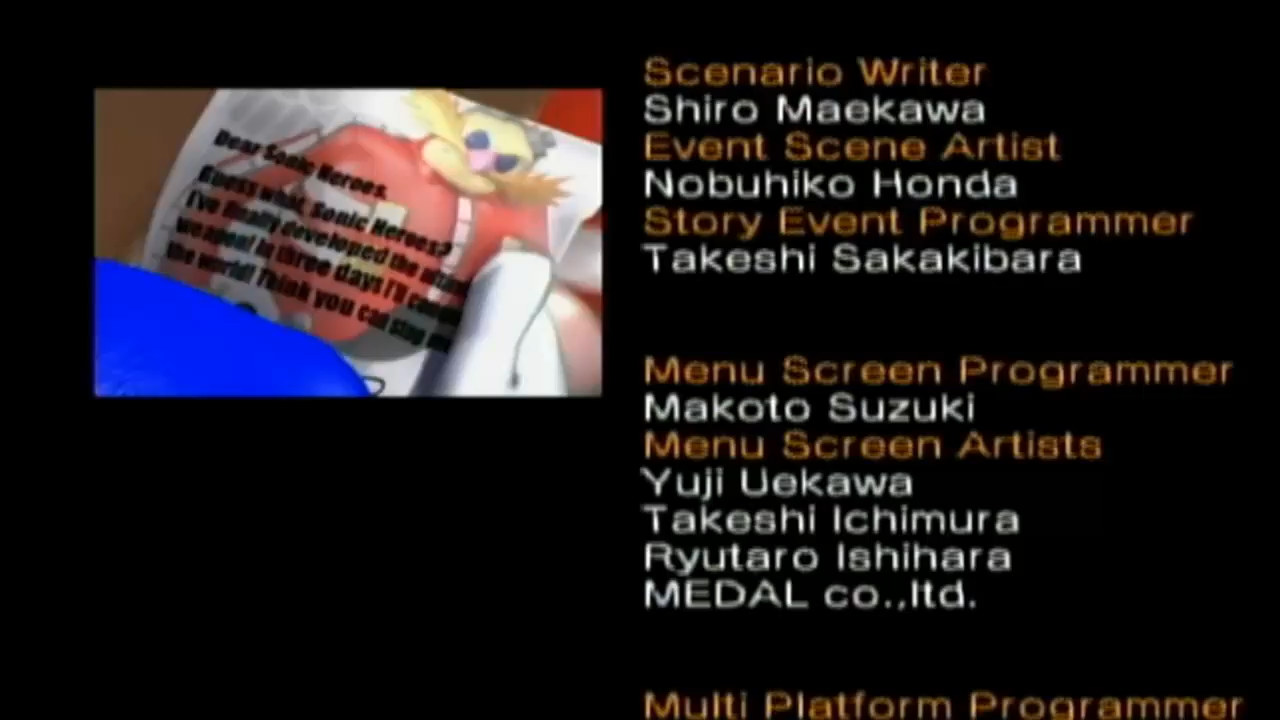 Dear Sonic Heroes.
Guess what, Sonic Heroes?
I've finally developed the
weapon! In three days I'll
the world! Think you can stop
Scenario Writer
Shiro Maekawa
Event Scene Artist
Nobuhiko Honda
Story Event Programmer
Takeshi Sakakibara
Menu Screen Programmer
Makoto Suzuki
Menu Screen Artists
Yuji Uekawa
Takeshi Ichimura
Ryutaro Ishihara
MEDAL co.,ltd.
Multi Platform Programmer